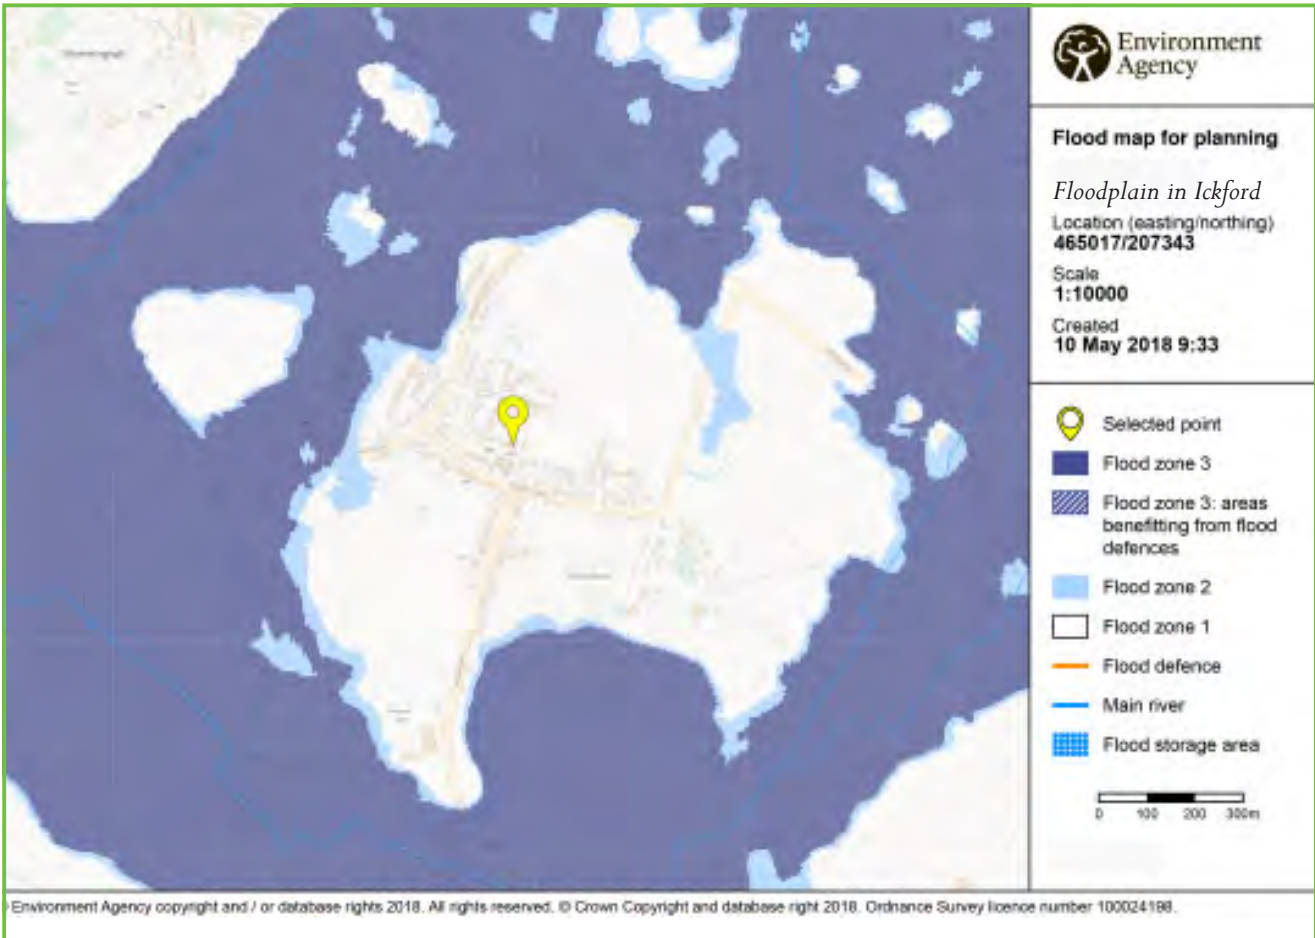 Environment
Agency
Flood map for planning
Floodplain in Ickford
Location (easting/northing)
465017/207343
Scale
1:10000
Created
10 May 2018 9:33
Selected point
Flood zone 3
Flood zone 3: areas
benefitting from flood
defences
Flood zone 2
Flood zone 1
Flood defence
Main river
Flood storage area
0 100 200 300m
Environment Agency copyright and / or database rights 2018. All rights reserved. © Crown Copyright and database right 2018. Ordnance Survey licence number 100024198.